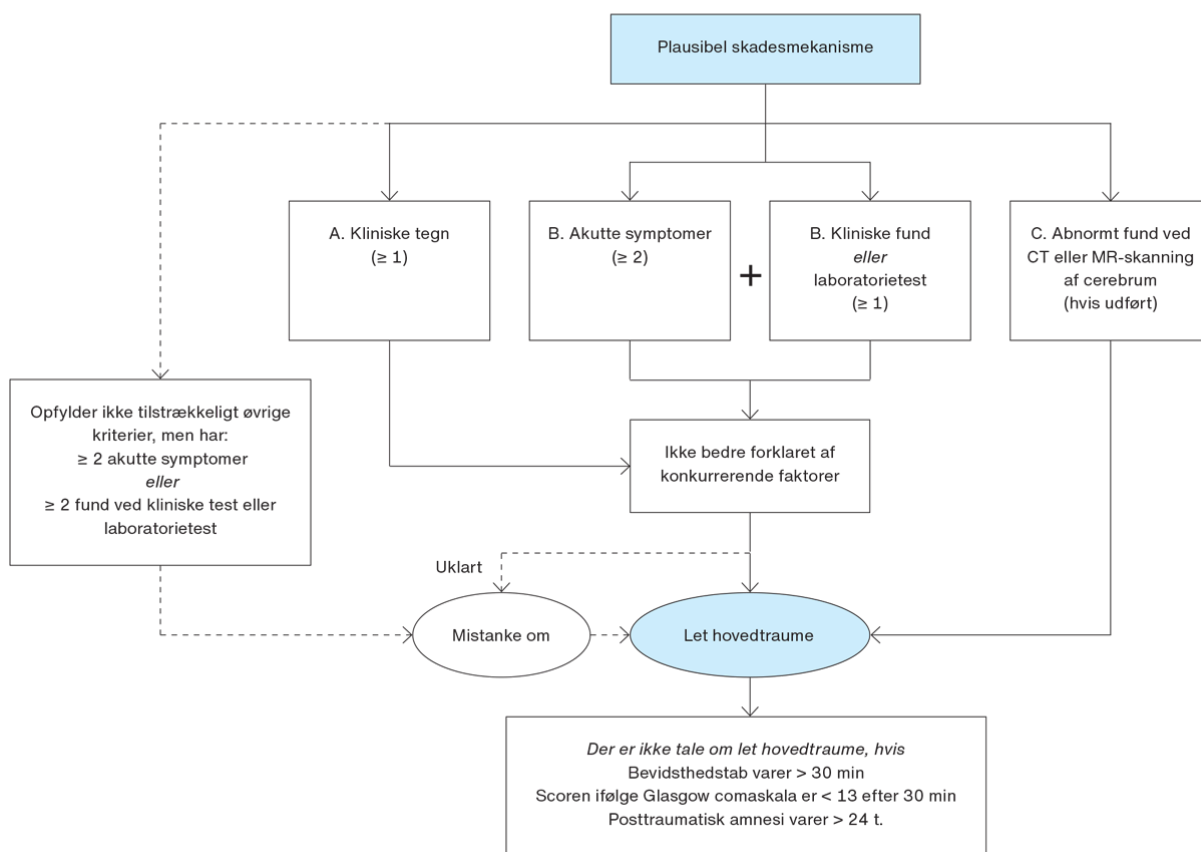 Plausibel skadesmekanisme
A. Kliniske tegn
(≥ 1)
B. Akutte symptomer
(≥ 2)
+
B. Kliniske fund
eller
laboratorietest
(≥ 1)
C. Abnormt fund ved
CT eller MR-skanning
af cerebrum
(hvis udført)
Opfylder ikke tilstrækkeligt øvrige
kriterier, men har:
≥ 2 akutte symptomer
eller
≥ 2 fund ved kliniske test eller
laboratorietest
Ikke bedre forklaret af
konkurrerende faktorer
Uklart
Mistanke om
Let hovedtraume
Der er ikke tale om let hovedtraume, hvis
Bevidsthedstab varer > 30 min
Scoren ifølge Glasgow comaskala er < 13 efter 30 min
Posttraumatisk amnesi varer > 24 t.